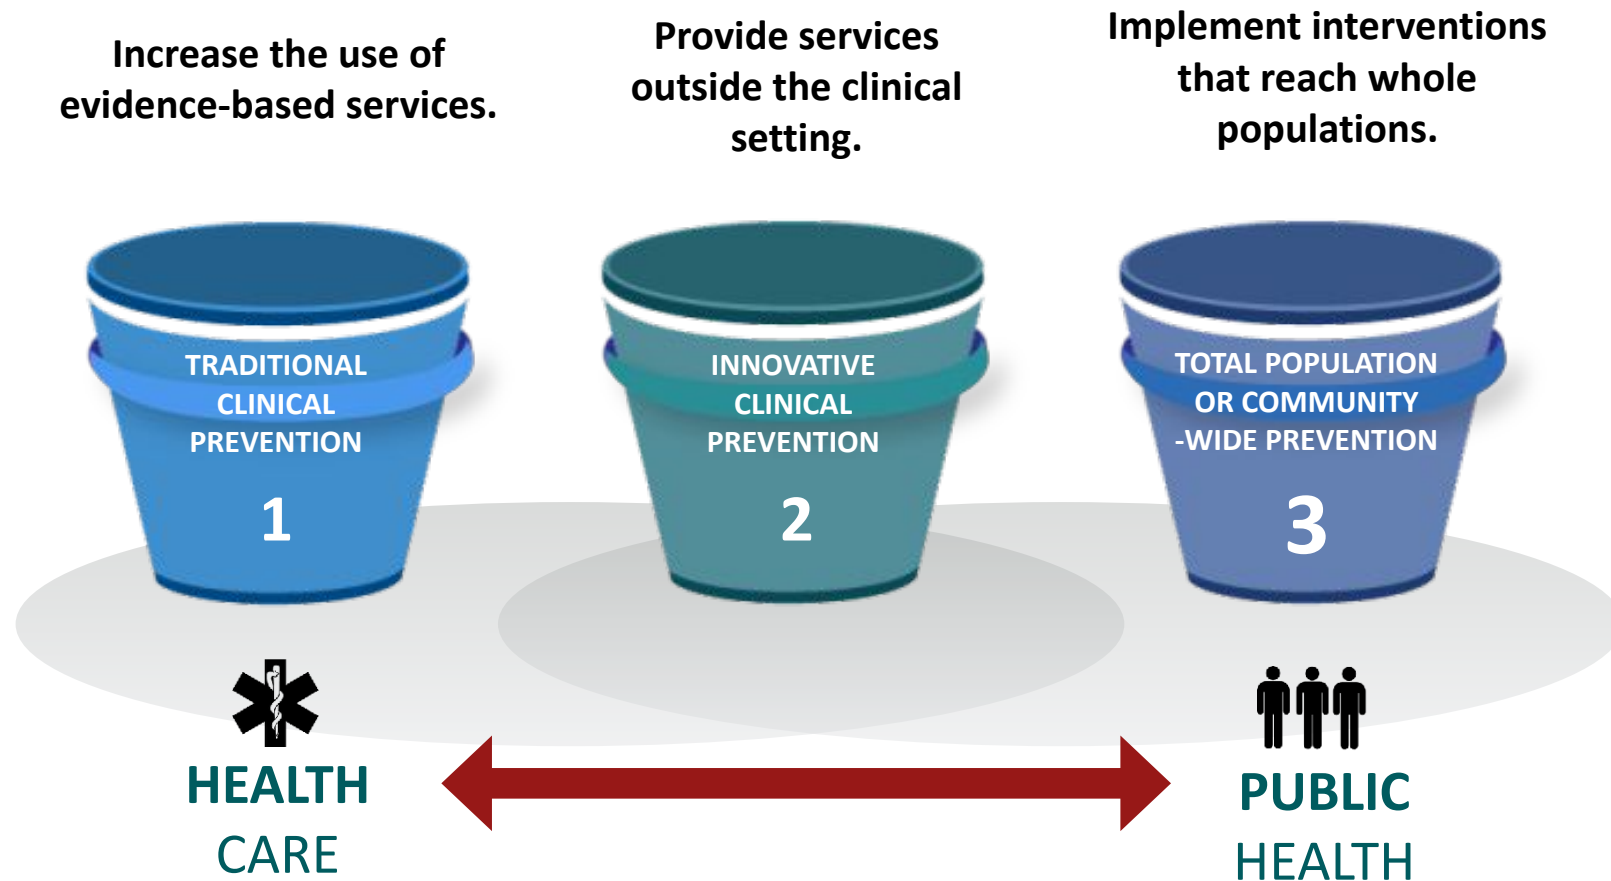 Increase the use of
evidence-based services.
Provide services
outside the clinical
setting.
Implement interventions
that reach whole
populations.
TRADITIONAL
CLINICAL
PREVENTION
1
INNOVATIVE
CLINICAL
PREVENTION
2
TOTAL POPULATION
OR COMMUNITY
-WIDE PREVENTION
3
HEALTH
CARE
PUBLIC
HEALTH